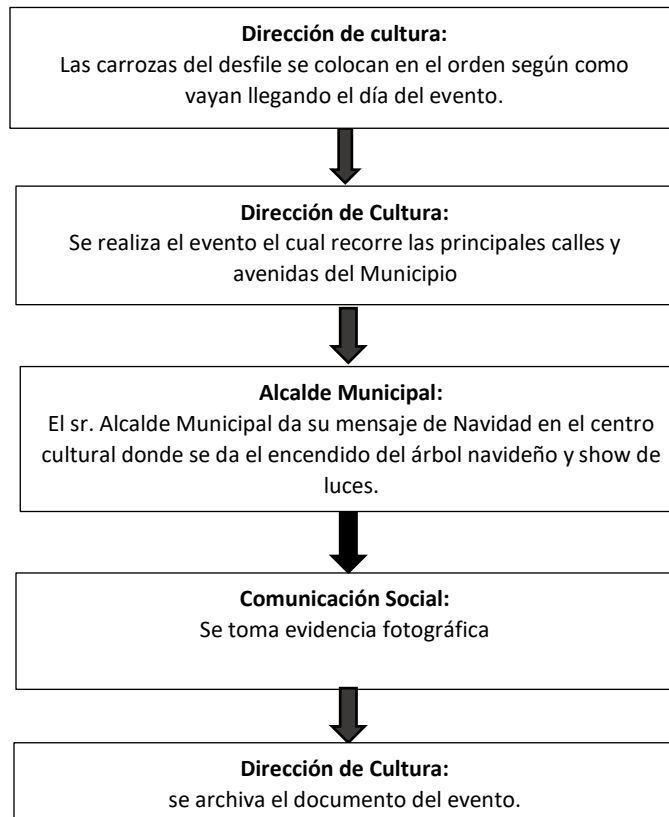 Dirección de cultura:
Las carrozas del desfile se colocan en el orden según como
vayan llegando el día del evento.
Dirección de Cultura:
Se realiza el evento el cual recorre las principales calles y
avenidas del Municipio
Alcalde Municipal:
El sr. Alcalde Municipal da su mensaje de Navidad en el centro
cultural donde se da el encendido del árbol navideño y show de
luces.
Comunicación Social:
Se toma evidencia fotográfica
Dirección de Cultura:
se archiva el documento del evento.